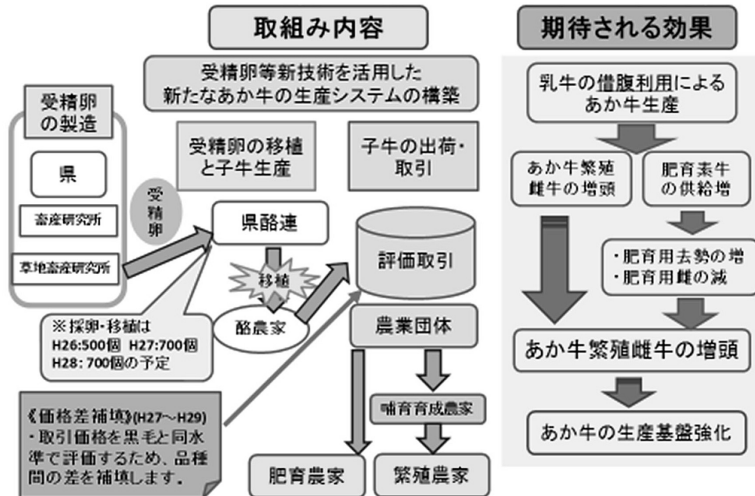 取組み内容
受精卵等新技術を活用した
新たなあか牛の生産システムの構築
受精卵
の製造
県
畜産研究所
草地畜産研究所
受精卵
受精卵の移植
と子牛生産
県酪連
移植
酪農家
※採卵・移植は
H26:500個 H27:700個
H28:700個の予定
子牛の出荷・
取引
評価取引
農業団体
哺育育成農家
肥育農家
繁殖農家
《価格差補填》(H27～H29)
・取引価格を黒毛と同水
準で評価するため、品種
間の差を補填します。
期待される効果
乳牛の借腹利用による
あか牛生産
あか牛繁殖
雌牛の増頭
肥育素牛
の供給増
・肥育用去勢の増
・肥育用雌の減
あか牛繁殖雌牛の増頭
あか牛の生産基盤強化